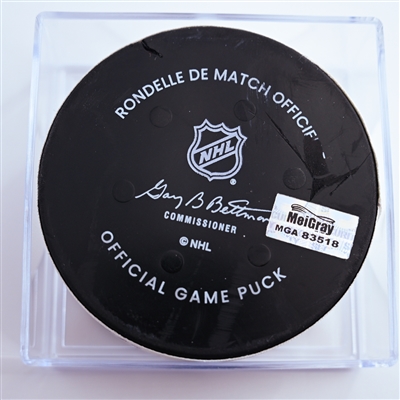 RONDELLE DE MATCH OFFICIE
NHL
Gary B Bettman
COMMISSIONER
© NHL
MeiGray
MGA 83518
OFFICIAL GAME PUCK